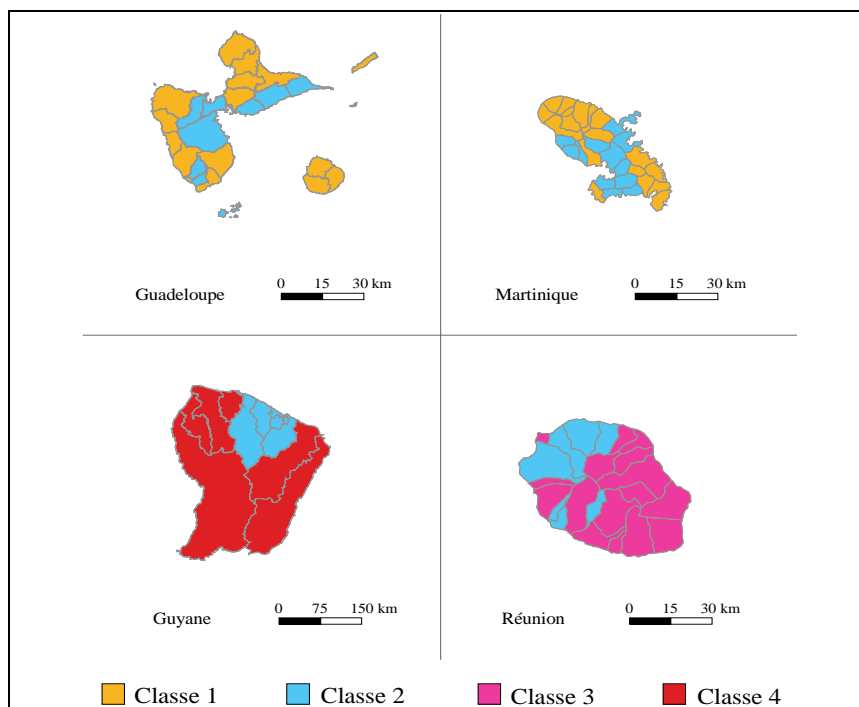 0 15 30 km
Guadeloupe
0 15 30 km
Martinique
0 75 150 km
Guyane
0 15 30 km
Réunion
Classe 1 Classe 2 Classe 3 Classe 4